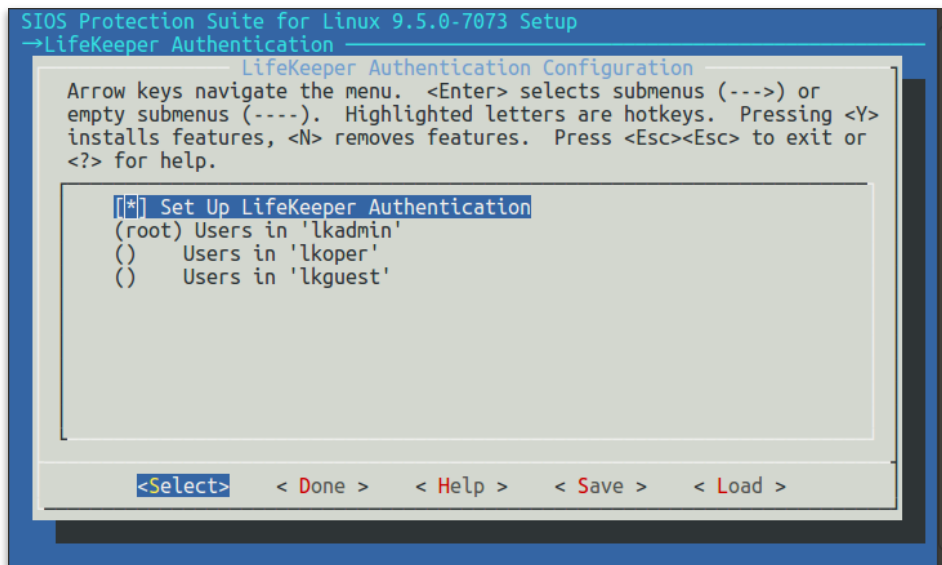 SIOS Protection Suite for Linux 9.5.0-7073 Setup
→LifeKeeper Authentication
LifeKeeper Authentication Configuration
Arrow keys navigate the menu.  <Enter> selects submenus (--->) or
empty submenus (----).  Highlighted letters are hotkeys.  Pressing <Y>
installs features, <N> removes features.  Press <Esc><Esc> to exit or
<?> for help.
[*] Set Up LifeKeeper Authentication
(root) Users in 'lkadmin'
()    Users in 'lkoper'
()    Users in 'lkguest'
<Select>    < Done >    < Help >    < Save >    < Load >